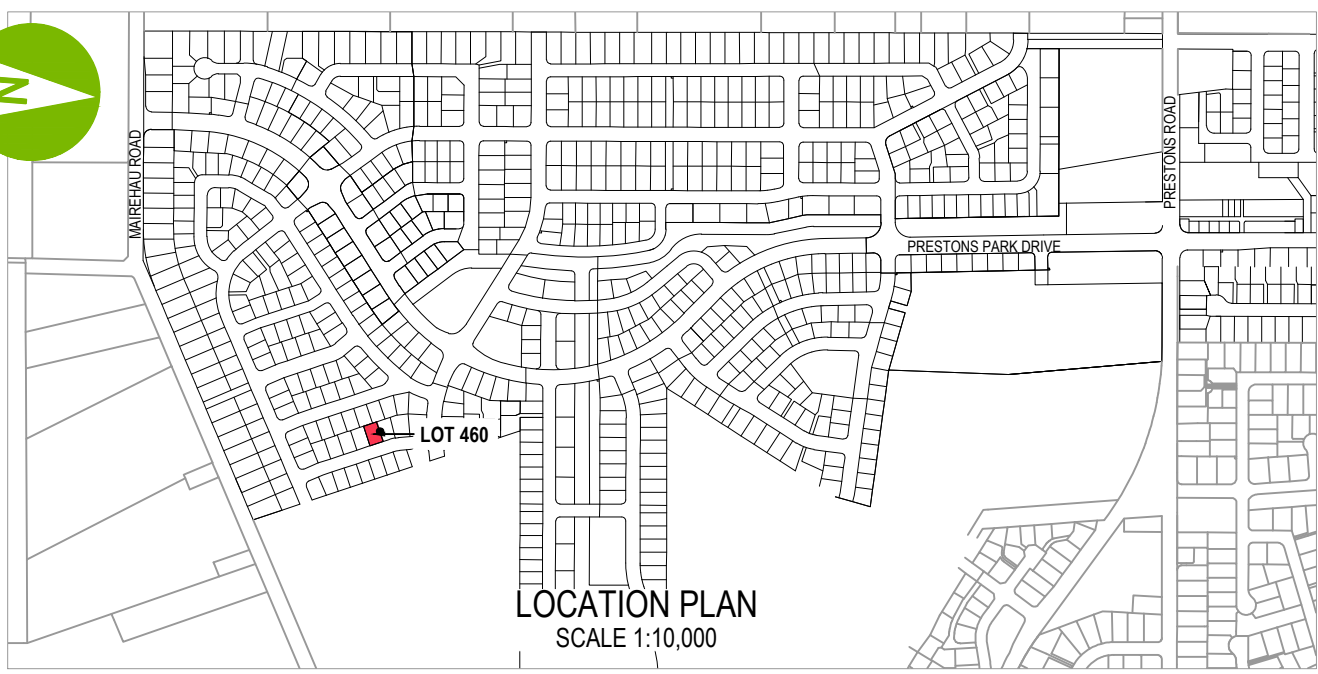 N
MAIREHAU ROAD
PRESTONS ROAD
PRESTONS PARK DRIVE
LOT 460
LOCATION PLAN
SCALE 1:10,000